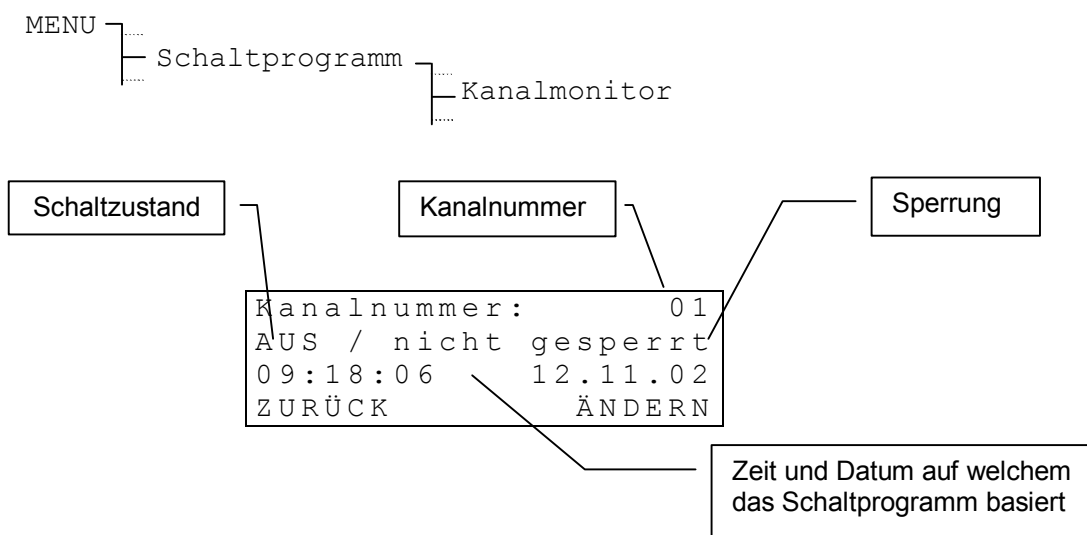 MENU
Schaltprogramm
Kanalmonitor
Schaltzustand
Kanalnummer
Sperrung
Kanalnummer: 01
AUS / nicht gesperrt
09:18:06 12.11.02
ZURÜCK ÄNDERN
Zeit und Datum auf welchem
das Schaltprogramm basiert